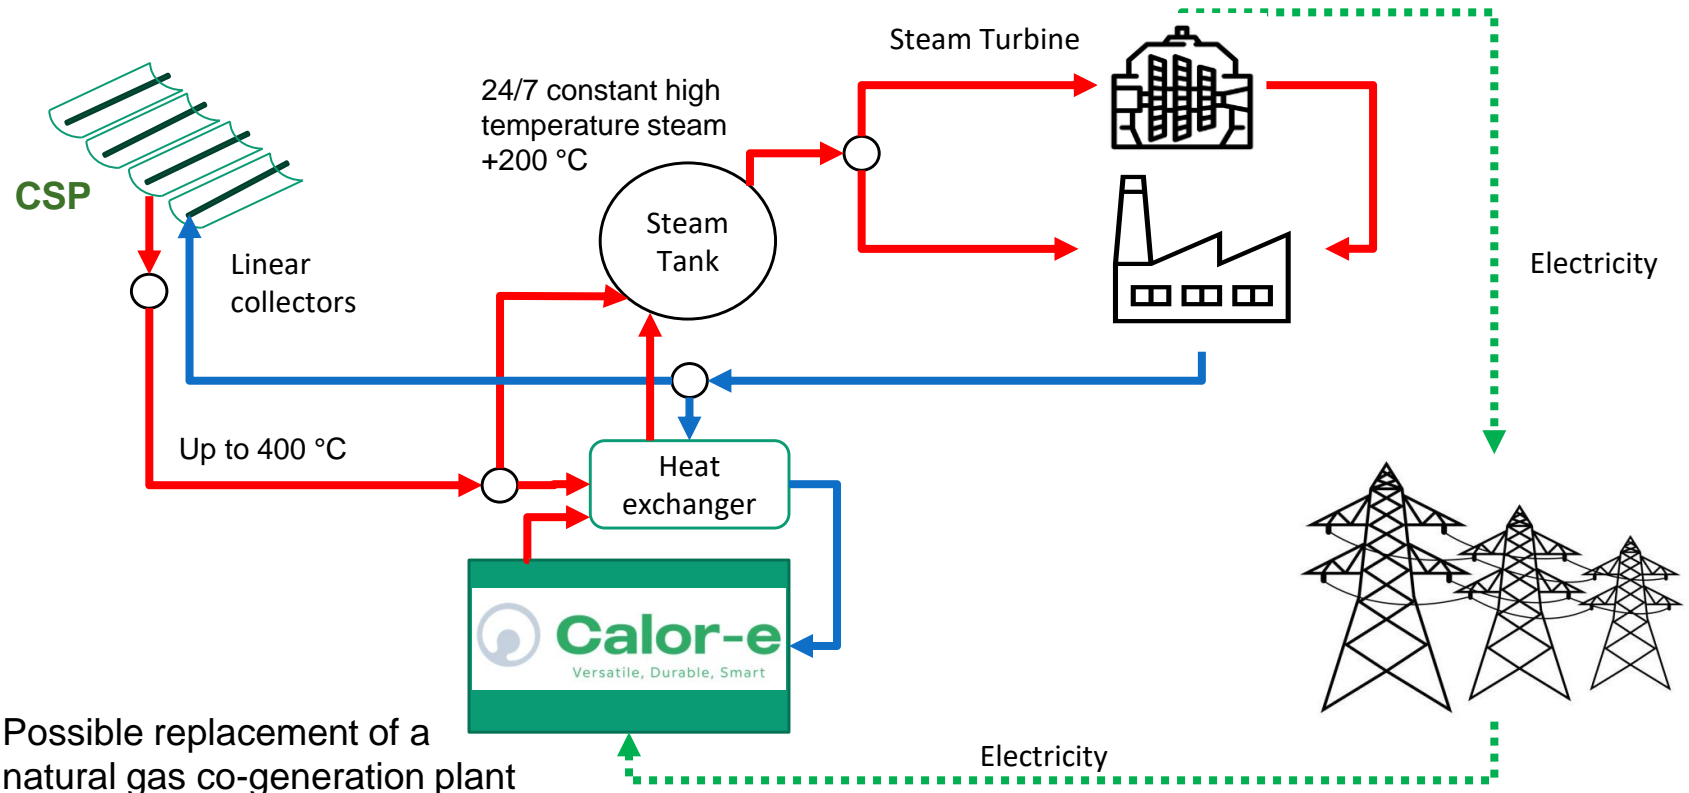 Steam Turbine
24/7 constant high
temperature steam
+200 °C
CSP
Steam
Tank
Linear
collectors
Electricity
Up to 400 °C
Heat
exchanger
Calor-e
Versatile, Durable, Smart
Possible replacement of a
natural gas co-generation plant
Electricity